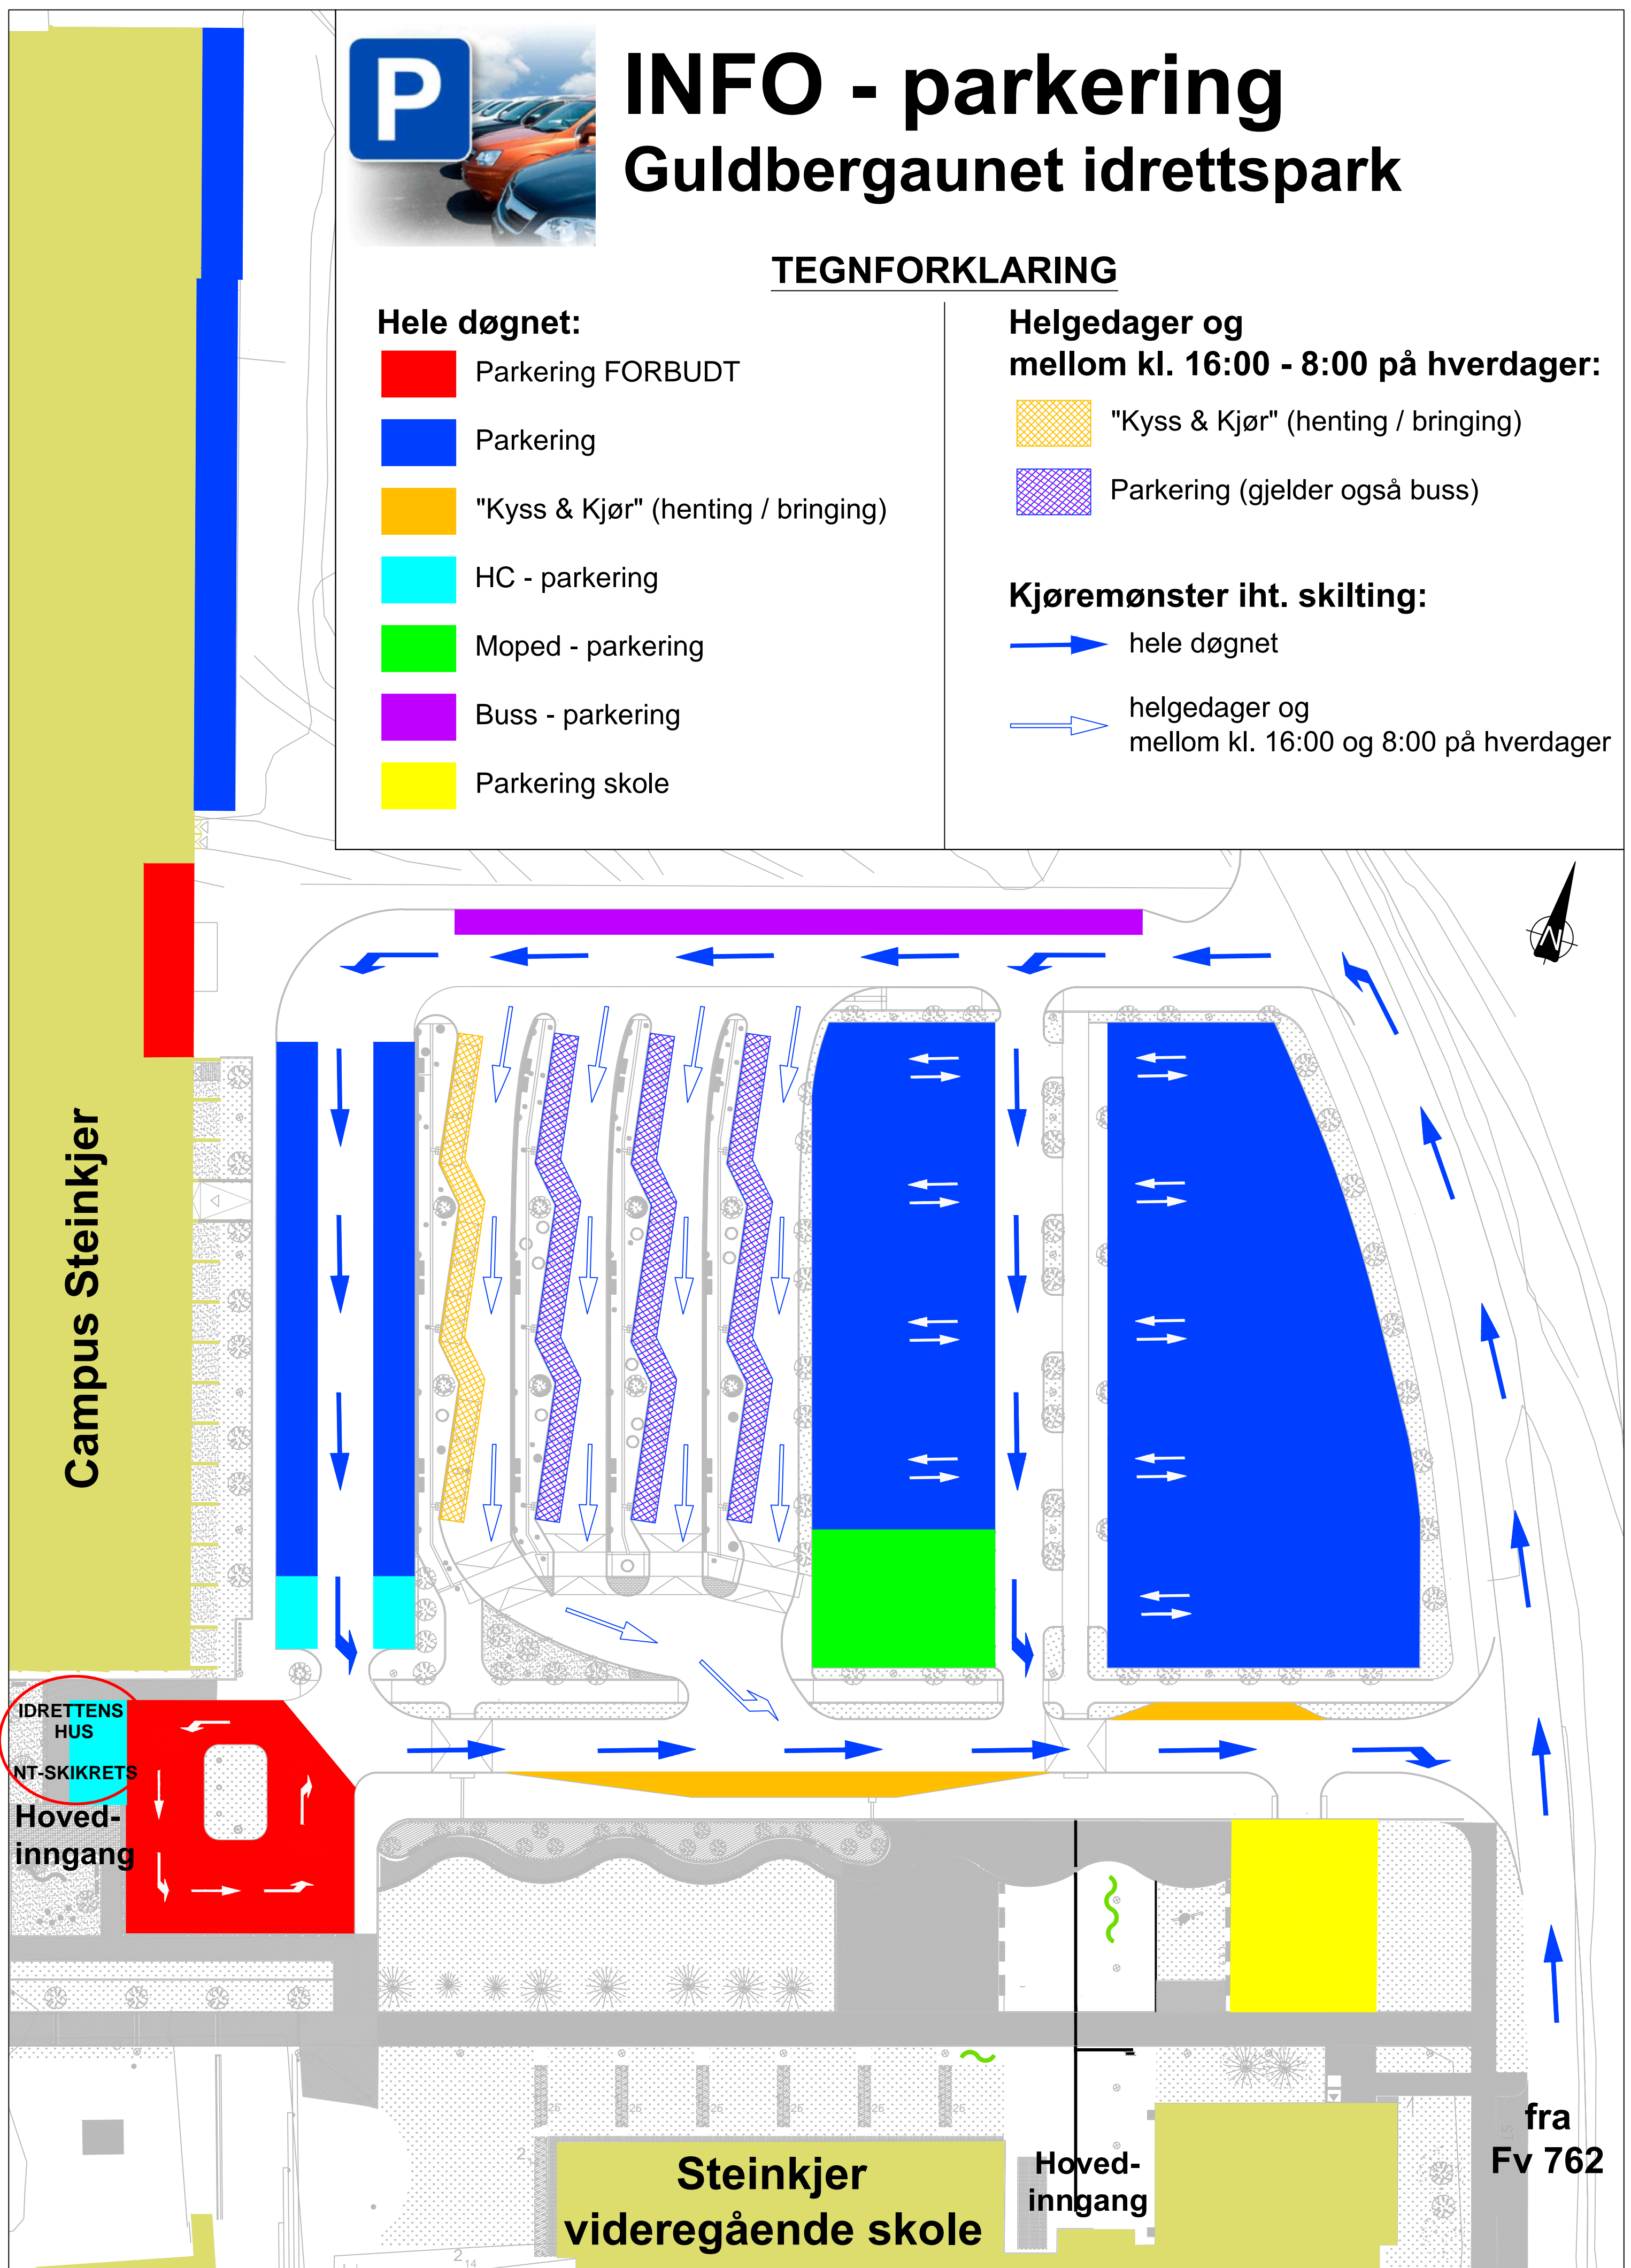 P
INFO - parkering
Guldbergaunet idrettspark
TEGNFORKLARING
Hele døgnet:
Parkering FORBUDT
Parkering
"Kyss & Kjør" (henting / bringing)
HC - parkering
Moped - parkering
Buss - parkering
Parkering skole
Helgedager og
mellom kl. 16:00 - 8:00 på hverdager:
"Kyss & Kjør" (henting / bringing)
Parkering (gjelder også buss)
Kjøremønster iht. skilting:
hele døgnet
helgedager og
mellom kl. 16:00 og 8:00 på hverdager
N
Campus Steinkjer
IDRETTENS
HUS
NT-SKIKRETS
Hoved-
inngang
fra
Fv 762
Steinkjer
videregående skole
Hoved-
inngang
2 14